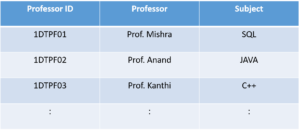 Professor ID Professor Subject
1DTPF01 Prof. Mishra SQL
1DTPF02 Prof. Anand JAVA
1DTPF03 Prof. Kanthi C++
: : :